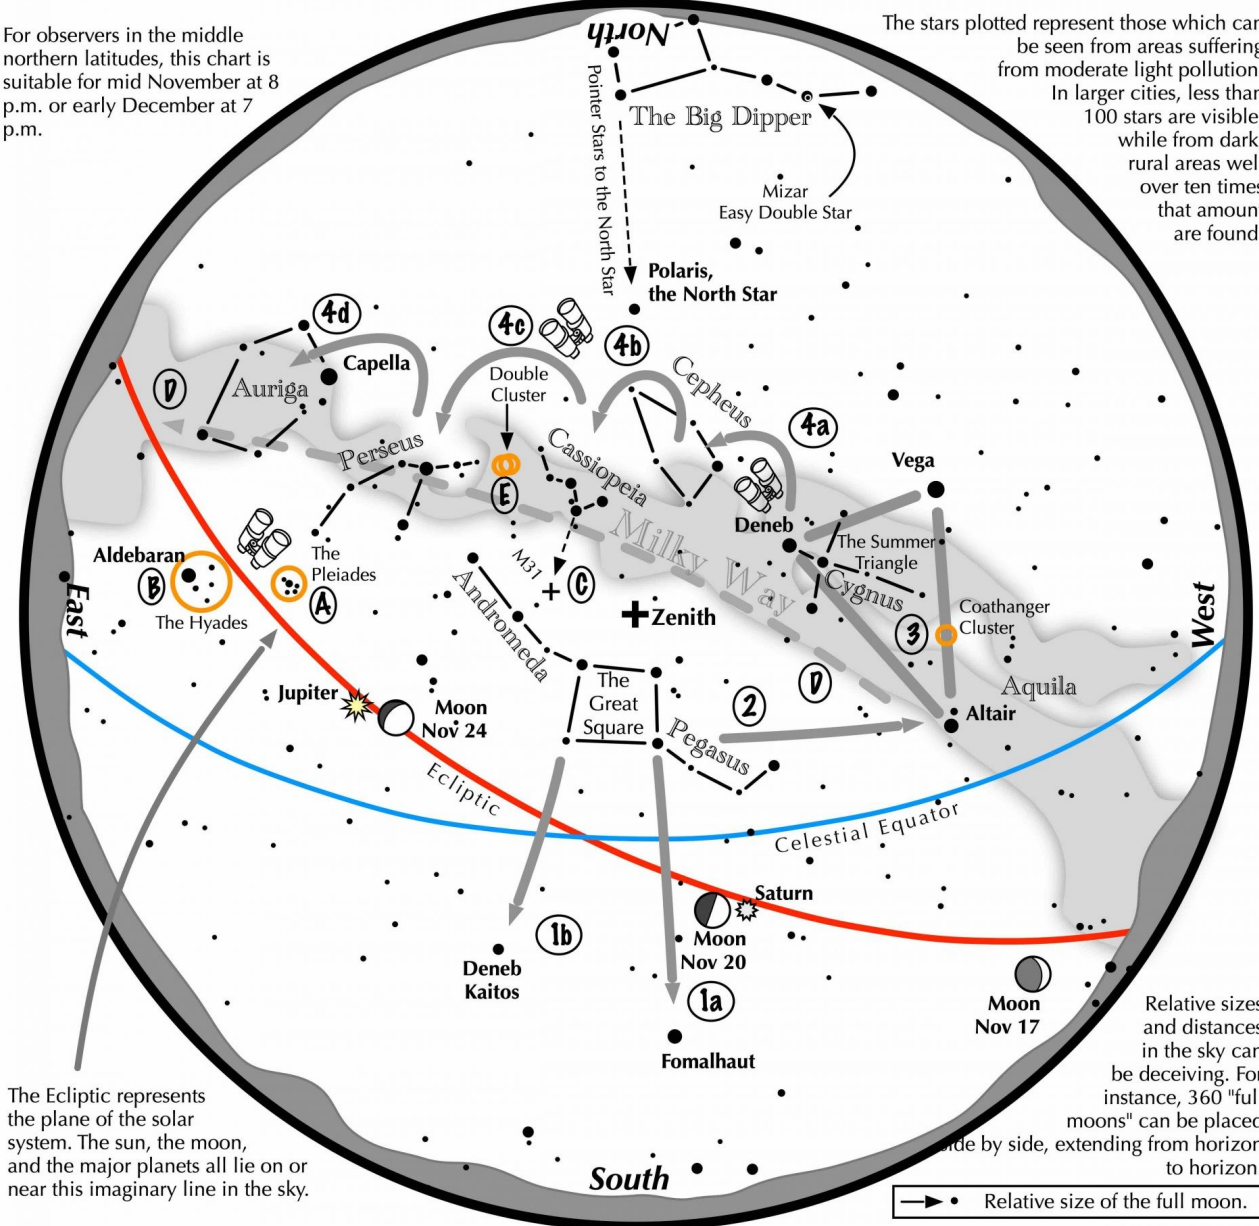 For observers in the middle
northern latitudes, this chart is
suitable for mid November at 8
p.m. or early December at 7
p.m.
The stars plotted represent those which can
be seen from areas suffering
from moderate light pollution
In larger cities, less than
100 stars are visible
while from dark
rural areas wel
over ten times
that amoun
are found
North
The Big Dipper
Pointer Stars to the North Star
Mizar
Easy Double Star
Polaris,
the North Star
4d
4c
4b
4a
Capella
Auriga
D
Double
Cluster
Cepheus
Perseus
Cassiopeia
E
Vega
Deneb
Milky Way
The Summer
Triangle
Cygnus
Aldebaran
B
The Hyades
The
Pleiades
A
M31
C
Andromeda
Zenith
East
West
3
Coathanger
Cluster
Aquila
Altair
D
2
The
Great
Square
Pegasus
Jupiter
Moon
Nov 24
Ecliptic
Celestial Equator
Saturn
Moon
Nov 20
1b
Deneb
Kaitos
1a
Fomalhaut
Moon
Nov 17
The Ecliptic represents
the plane of the solar
system. The sun, the moon,
and the major planets all lie on or
near this imaginary line in the sky.
South
Relative sizes
and distances
in the sky can
be deceiving. For
instance, 360 "ful
moons" can be placed
side by side, extending from horizon
to horizon
Relative size of the full moon.